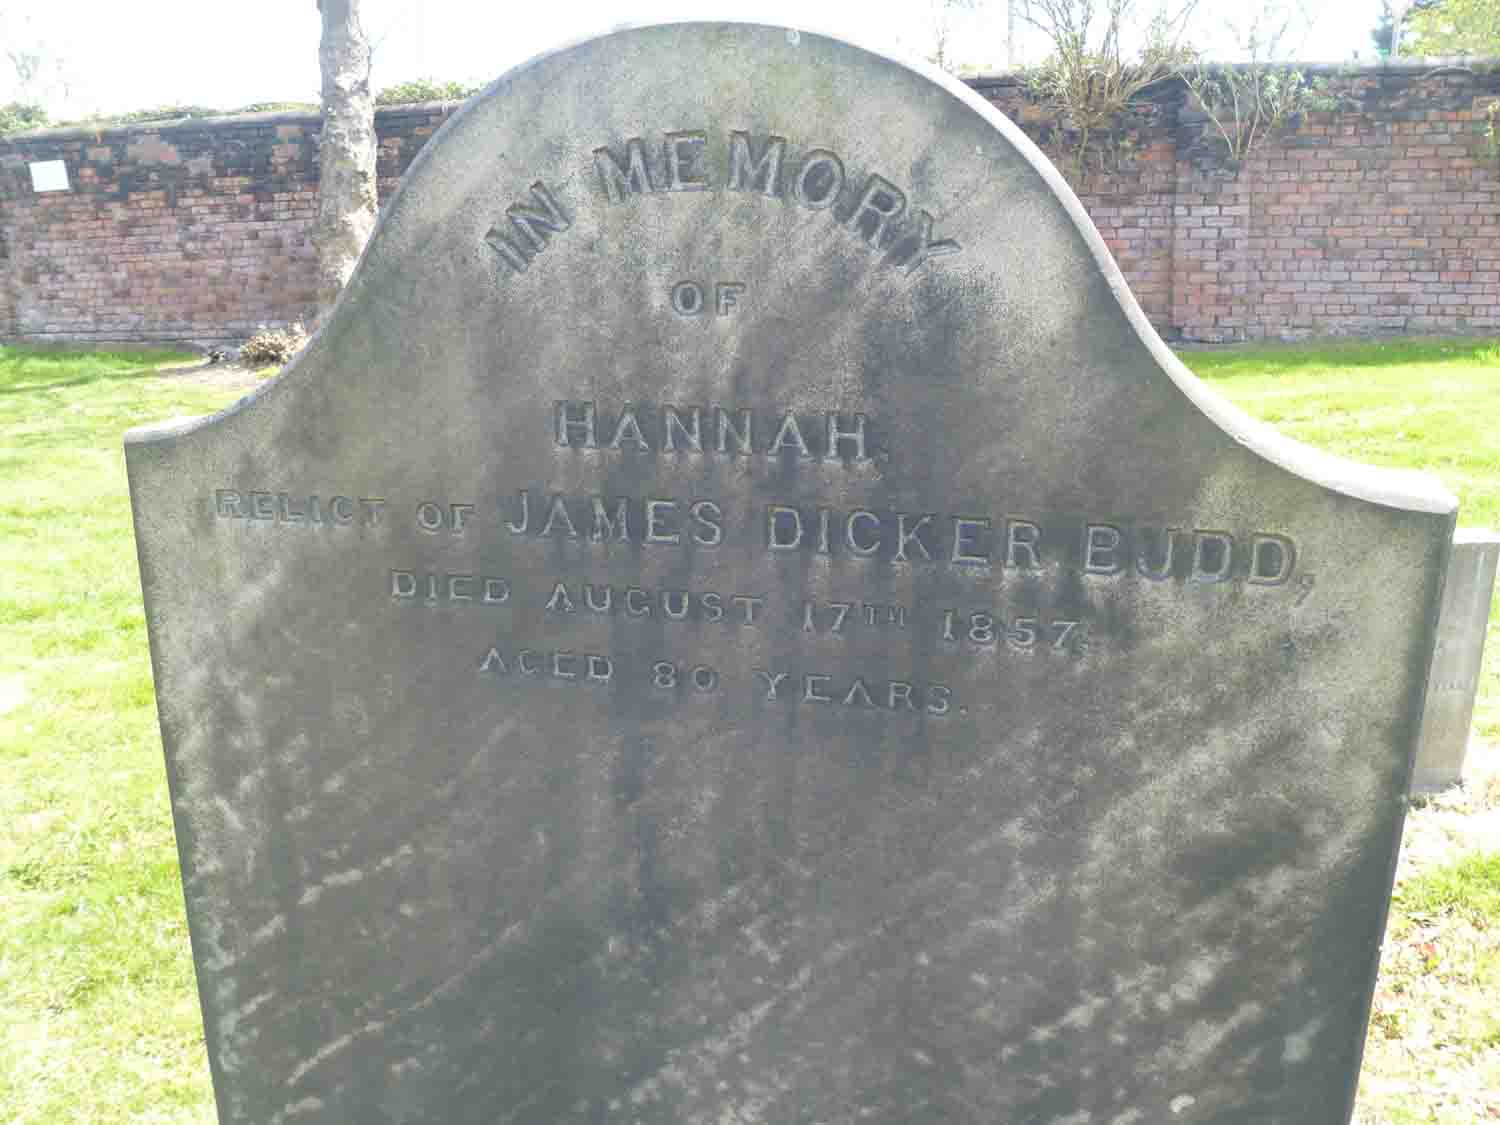 IN MEMORY
OF
HANNAH,
RELICT OF JAMES DICKER BUDD,
DIED AUGUST 17TH 1857,
AGED 80 YEARS.